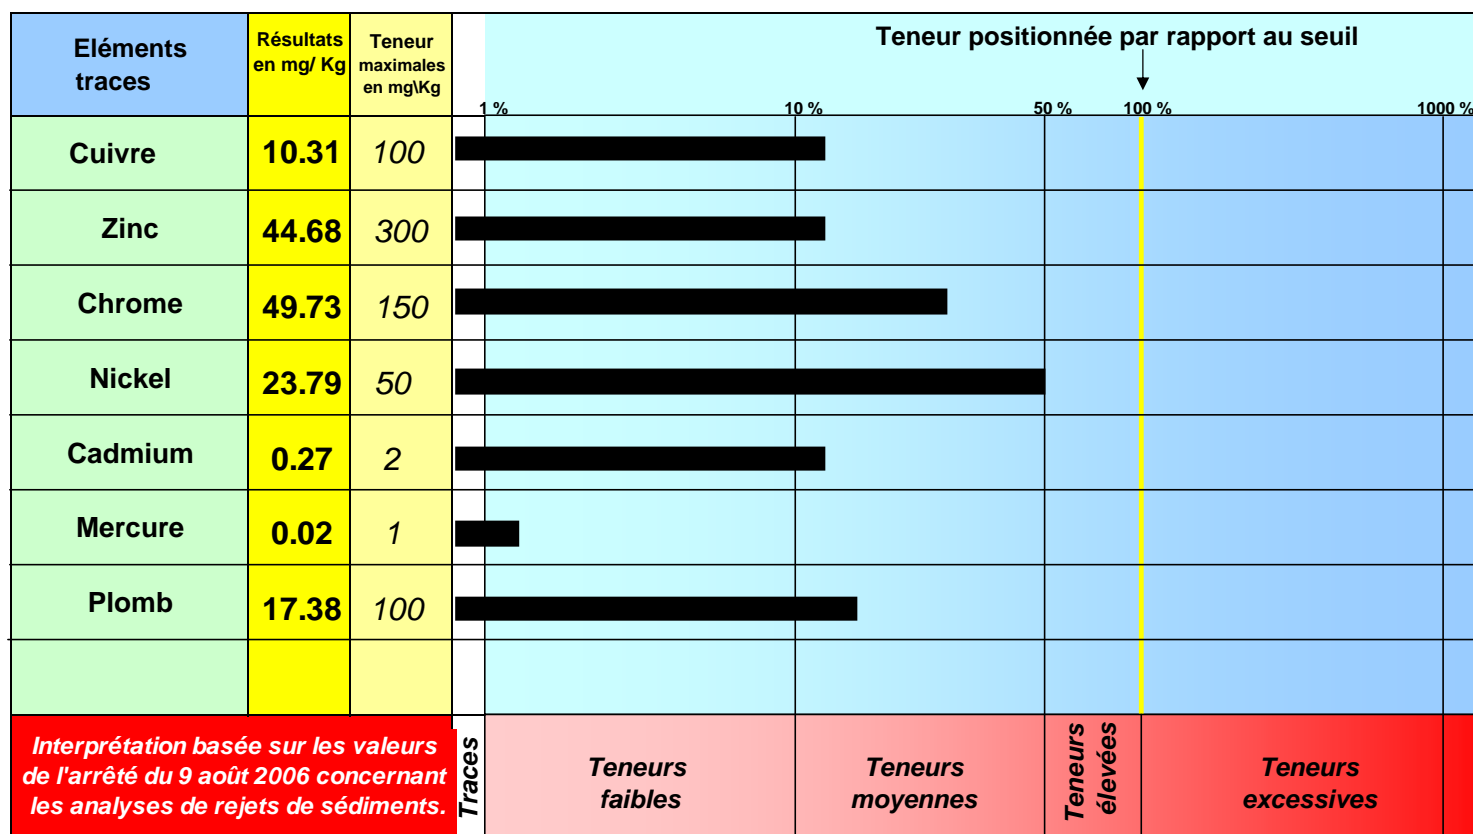 Eléments
traces
Résultats
en mg/ Kg
Teneur
maximales
en mg\Kg
Teneur positionnée par rapport au seuil
1 %
10 %
50 %
100 %
1000 %
Cuivre
10.31
100
Zinc
44.68
300
Chrome
49.73
150
Nickel
23.79
50
Cadmium
0.27
2
Mercure
0.02
1
Plomb
17.38
100
Interprétation basée sur les valeurs
de l'arrêté du 9 août 2006 concernant
les analyses de rejets de sédiments.
Traces
Teneurs
faibles
Teneurs
moyennes
Teneurs
élevées
Teneurs
excessives